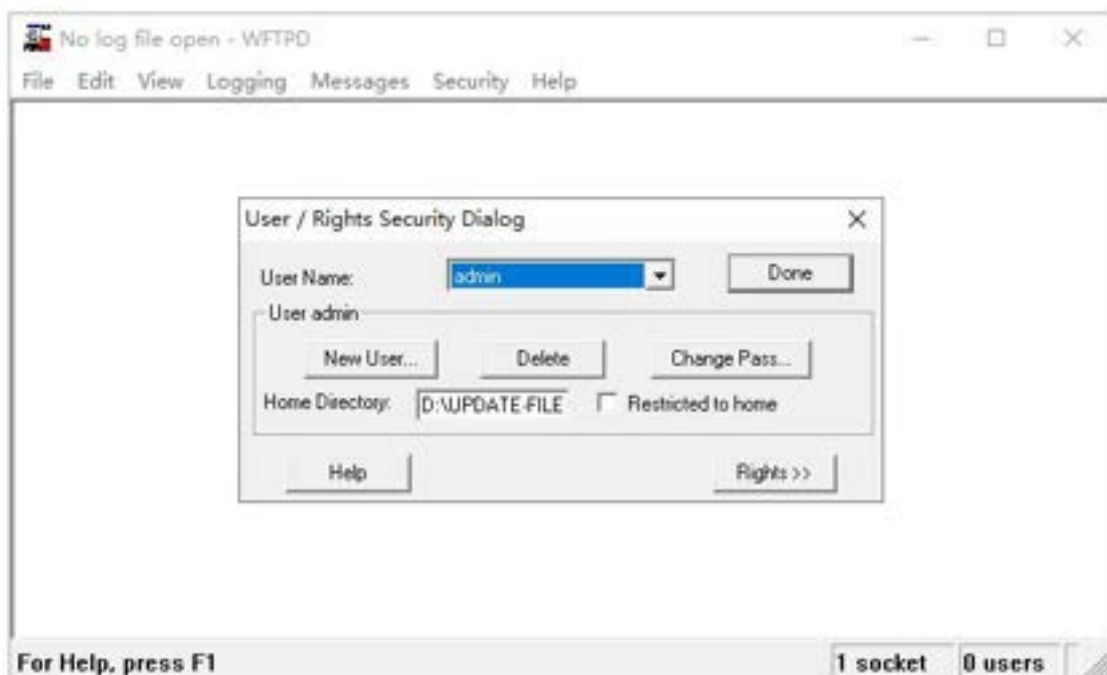 No log file open - WFTPD
File Edit View Logging Messages Security Help
User / Rights Security Dialog
User Name: admin Done
User admin
New User... Delete Change Pass...
Home Directory: D:\UPDATE-FILE Restricted to home
Help Rights >>
For Help, press F1 1 socket 0 users